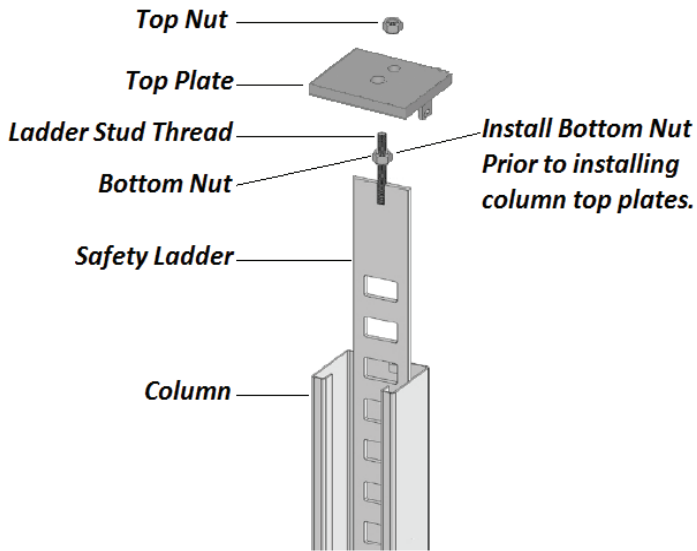 Top Nut
Top Plate
Ladder Stud Thread
Bottom Nut
Install Bottom Nut
Prior to installing
column top plates.
Safety Ladder
Column